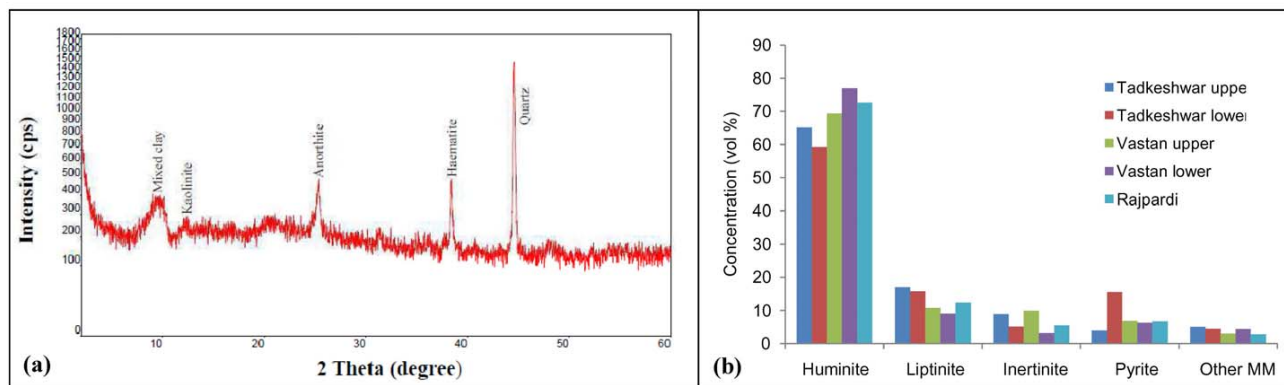 1800
1700
1600
1500
1400
1300
1200
1100
1000
900
800
700
600
500
400
300
200
100
0
Intensity (cps)
Mixed clay
Kaolinite
Anorthite
Haematite
Quartz
10 20 30 40 50 60
2 Theta (degree)
(a)
90
80
70
60
50
40
30
20
10
0
Concentration (vol %)
Tadkeshwar uppe
Tadkeshwar lower
Vastan upper
Vastan lower
Rajpardi
Huminite Liptinite Inertinite Pyrite Other MM
(b)